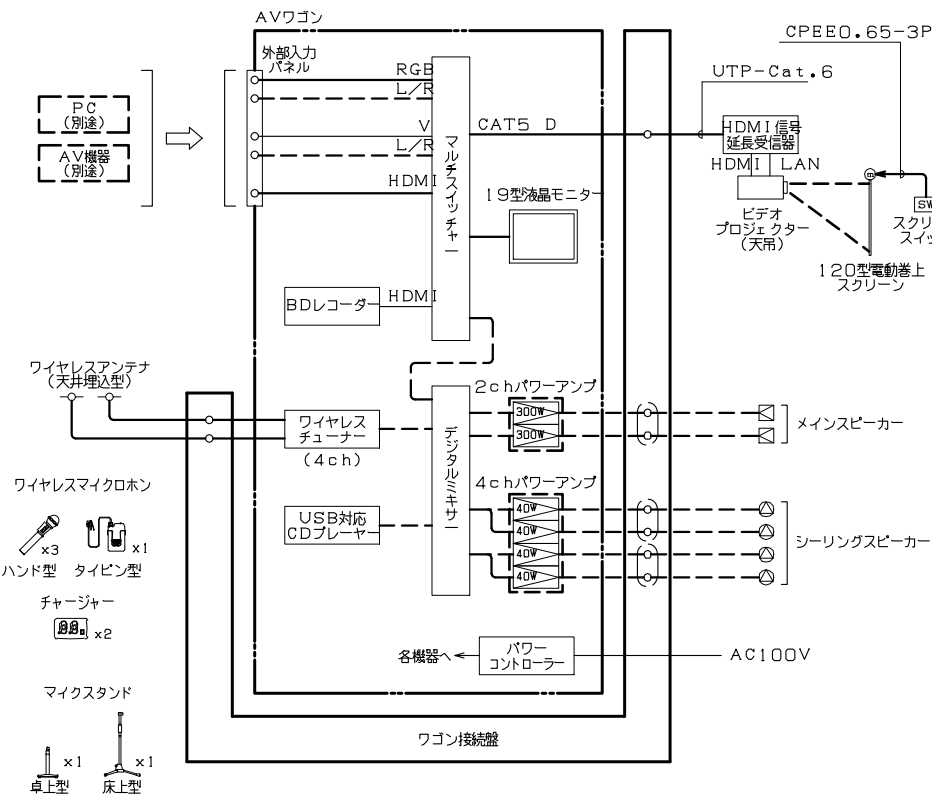 AVワゴン
CPEE0.65-3P
外部入力
パネル
RGB
L/R
V
L/R
HDMI
PC
(別途)
AV機器
(別途)
マルチスイッチャー
CAT5 D
UTP-Cat.6
HDMI信号
延長受信器
HDMI
LAN
ビデオ
プロジェクター
(天吊)
m
SW
スクリ
スイッ
120型電動巻上
スクリーン
19型液晶モニター
BDレコーダー
HDMI
ワイヤレスアンテナ
(天井埋込型)
ワイヤレス
チューナー
(4ch)
デジタルミキサー
2chパワーアンプ
300W
300W
メインスピーカー
4chパワーアンプ
40W
40W
40W
40W
シーリングスピーカー
USB対応
CDプレーヤー
ワイヤレスマイクロホン
x3
x1
ハンド型
タイピン型
チャージャー
x2
各機器へ
パワー
コントローラー
AC100V
マイクスタンド
x1
x1
卓上型
床上型
ワゴン接続盤